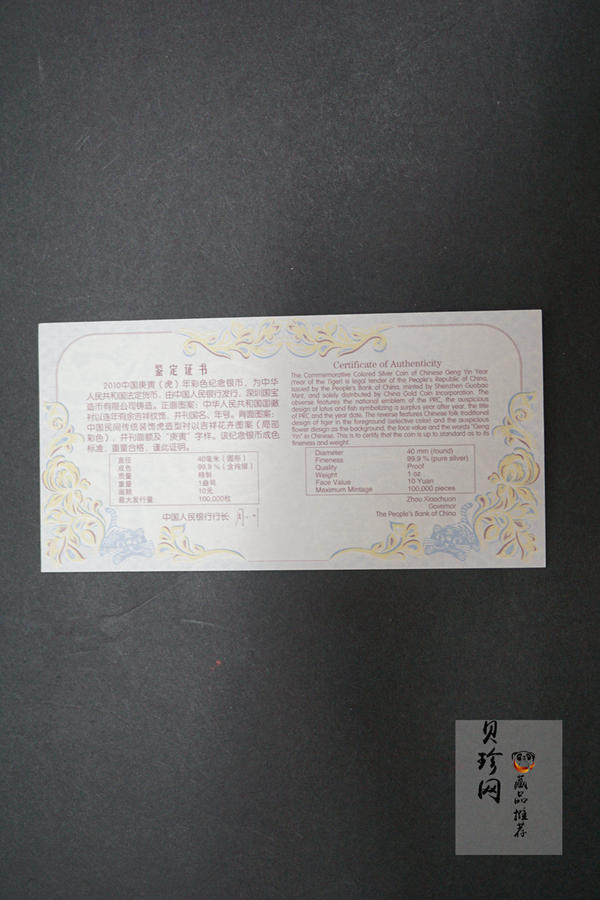 鉴定证书
2010中国庚寅（虎）年彩色纪念银币，为中华
人民共和国法定货币，由中国人民银行发行，深圳国宝
造币有限公司铸造。正面图案：中华人民共和国国徽
衬以连年有余吉祥纹饰，并刊国名、年号。背面图案：
中国民间传统装饰虎造型衬以吉祥花卉图案（局部
彩色），并刊面额及“庚寅”字样。该纪念银币成色
标准，重量合格，谨此证明。
直径 40毫米（圆形）
成色 99.9％（含纯银）
质量 精制
重量 1盎司
面额 10元
最大发行量 100,000枚
中国人民银行行长
Certificate of Authenticity
The Commemorative Colored Silver Coin of Chinese Geng Yin Year
(Year of the Tiger) is legal tender of the People's Republic of China,
issued by the People's Bank of China, minted by Shenzhen Guobao
Mint, and solely distributed by China Gold Coin Incorporation. The
obverse features the national emblem of the PRC, the auspicious
design of lotus and fish symbolizing a surplus year after year, the title
of PRC and the year date. The reverse features Chinese folk traditional
design of tiger in the foreground (selective color) and the auspicious
flower design as the background, the face value and the words "Geng
Yin" in Chinese. This is to certify that the coin is up to standard as to its
fineness and weight.
Diameter 40 mm (round)
Fineness 99.9 % (pure silver)
Quality Proof
Weight 1 oz
Face Value 10 Yuan
Maximum Mintage 100,000 pieces
Zhou Xiaochuan
Governor
The People's Bank of China
贝珍网
藏品推荐